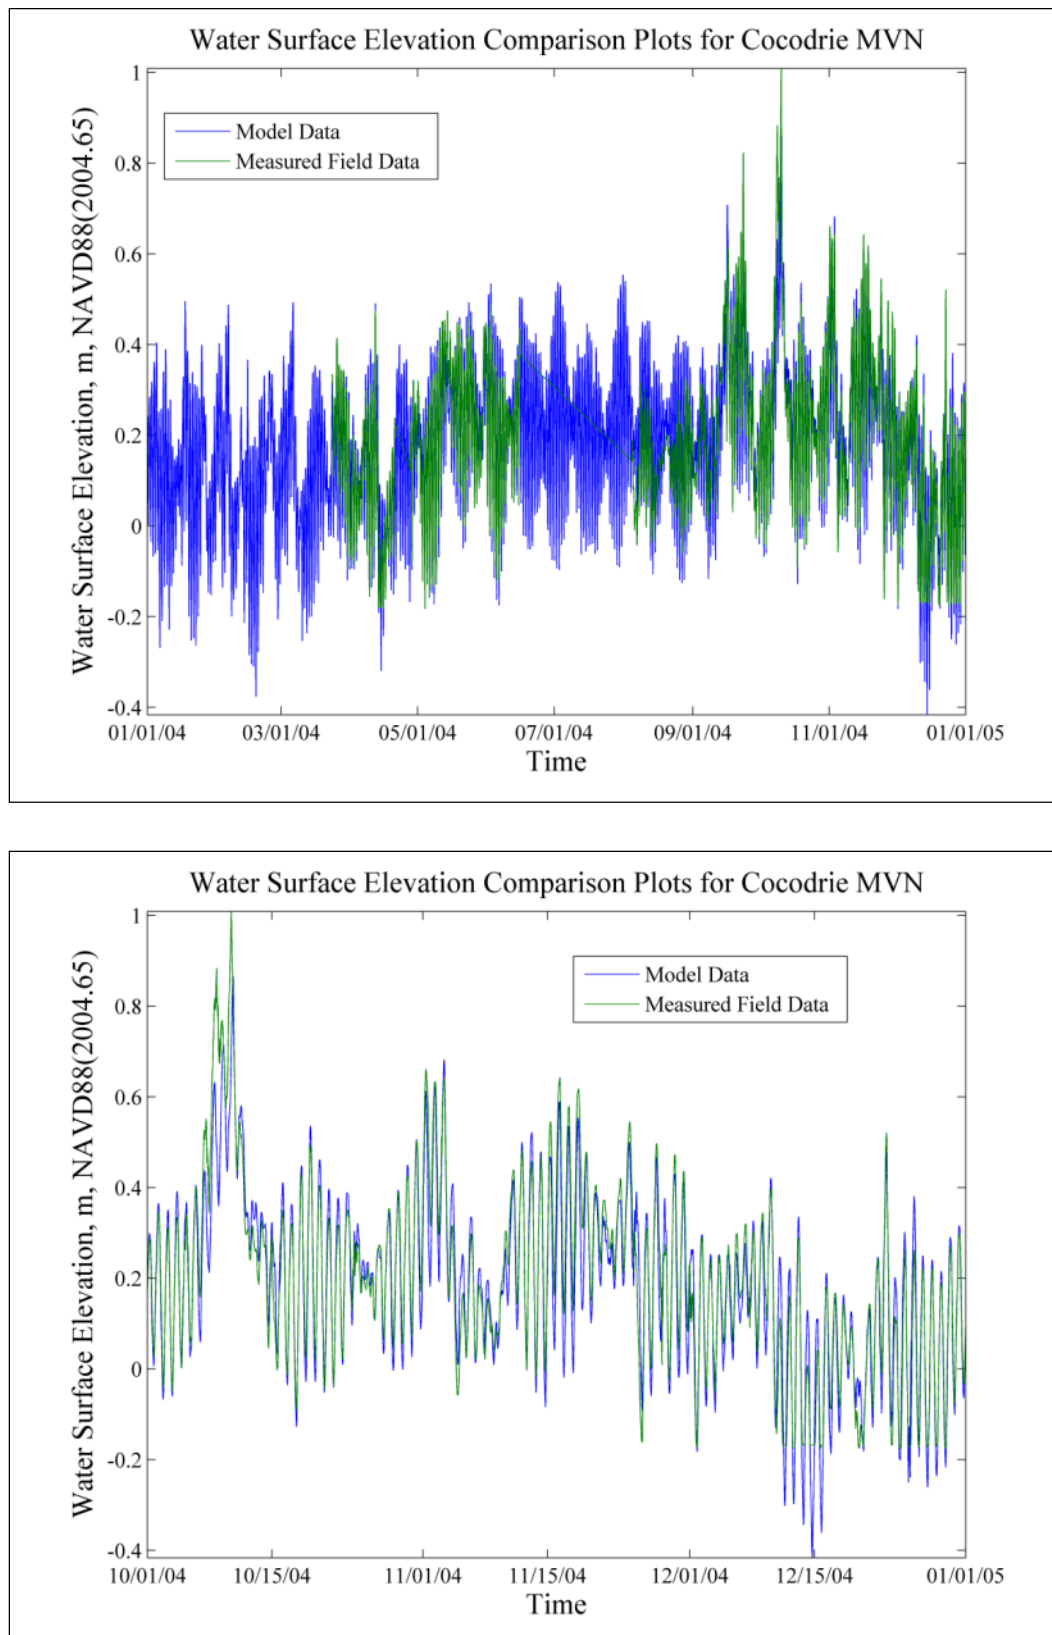 Water Surface Elevation Comparison Plots for Cocodrie MVN
Model Data
Measured Field Data
Water Surface Elevation, m, NAVD88(2004.65)
1
0.8
0.6
0.4
0.2
0
-0.2
-0.4
01/01/04 03/01/04 05/01/04 07/01/04 09/01/04 11/01/04 01/01/05
Time
Water Surface Elevation Comparison Plots for Cocodrie MVN
Model Data
Measured Field Data
Water Surface Elevation, m, NAVD88(2004.65)
1
0.8
0.6
0.4
0.2
0
-0.2
-0.4
10/01/04 10/15/04 11/01/04 11/15/04 12/01/04 12/15/04 01/01/05
Time